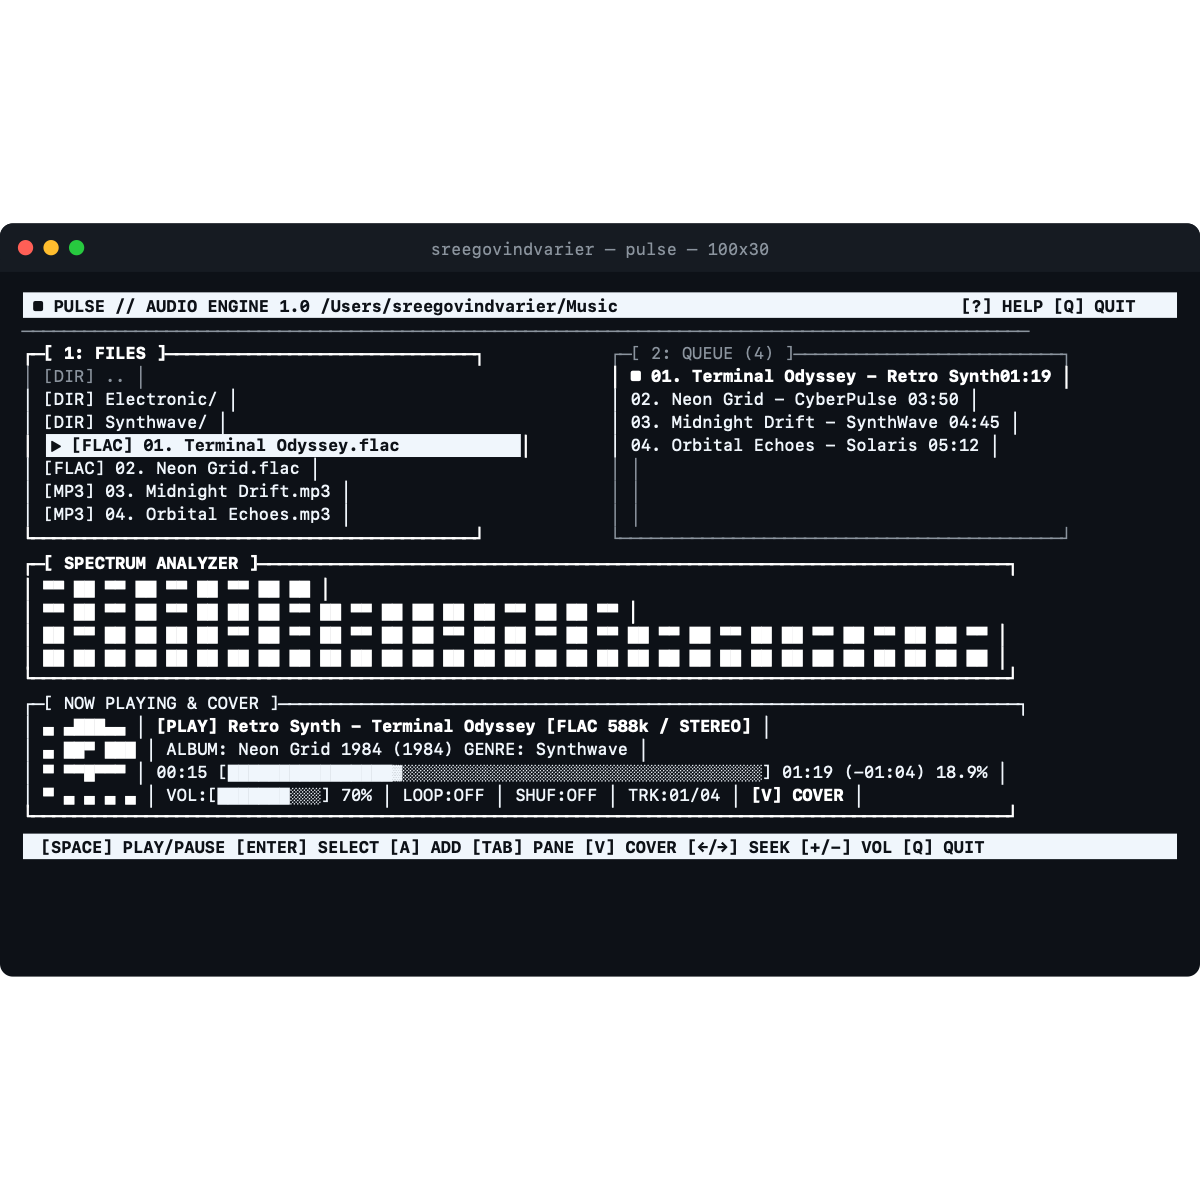 sreegovindvarier — pulse — 100x30
■ PULSE // AUDIO ENGINE 1.0 /Users/sreegovindvarier/Music [?] HELP [Q] QUIT
[ 1: FILES ]
[DIR] ..
[DIR] Electronic/
[DIR] Synthwave/
▶ [FLAC] 01. Terminal Odyssey.flac
[FLAC] 02. Neon Grid.flac
[MP3] 03. Midnight Drift.mp3
[MP3] 04. Orbital Echoes.mp3
[ 2: QUEUE (4) ]
■ 01. Terminal Odyssey – Retro Synth01:19
02. Neon Grid – CyberPulse 03:50
03. Midnight Drift – SynthWave 04:45
04. Orbital Echoes – Solaris 05:12
[ SPECTRUM ANALYZER ]
[ NOW PLAYING & COVER ]
[PLAY] Retro Synth – Terminal Odyssey [FLAC 588k / STEREO]
ALBUM: Neon Grid 1984 (1984) GENRE: Synthwave
00:15 [] 01:19 (–01:04) 18.9%
VOL:[] 70% │ LOOP:OFF │ SHUF:OFF │ TRK:01/04 │ [V] COVER
[SPACE] PLAY/PAUSE [ENTER] SELECT [A] ADD [TAB] PANE [V] COVER [←/→] SEEK [+/–] VOL [Q] QUIT